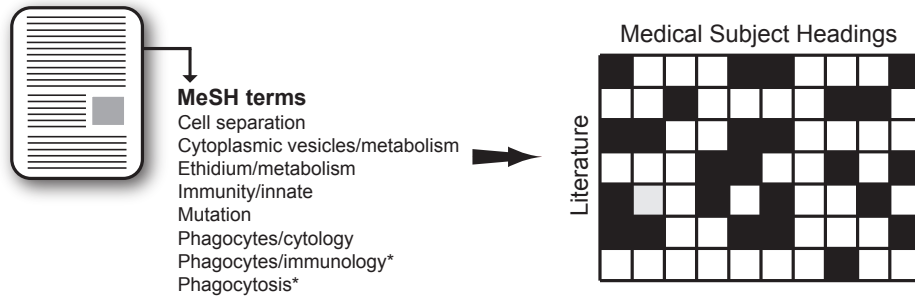 MeSH terms
Cell separation
Cytoplasmic vesicles/metabolism
Ethidium/metabolism
Immunity/innate
Mutation
Phagocytes/cytology
Phagocytes/immunology*
Phagocytosis*
Medical Subject Headings
Literature